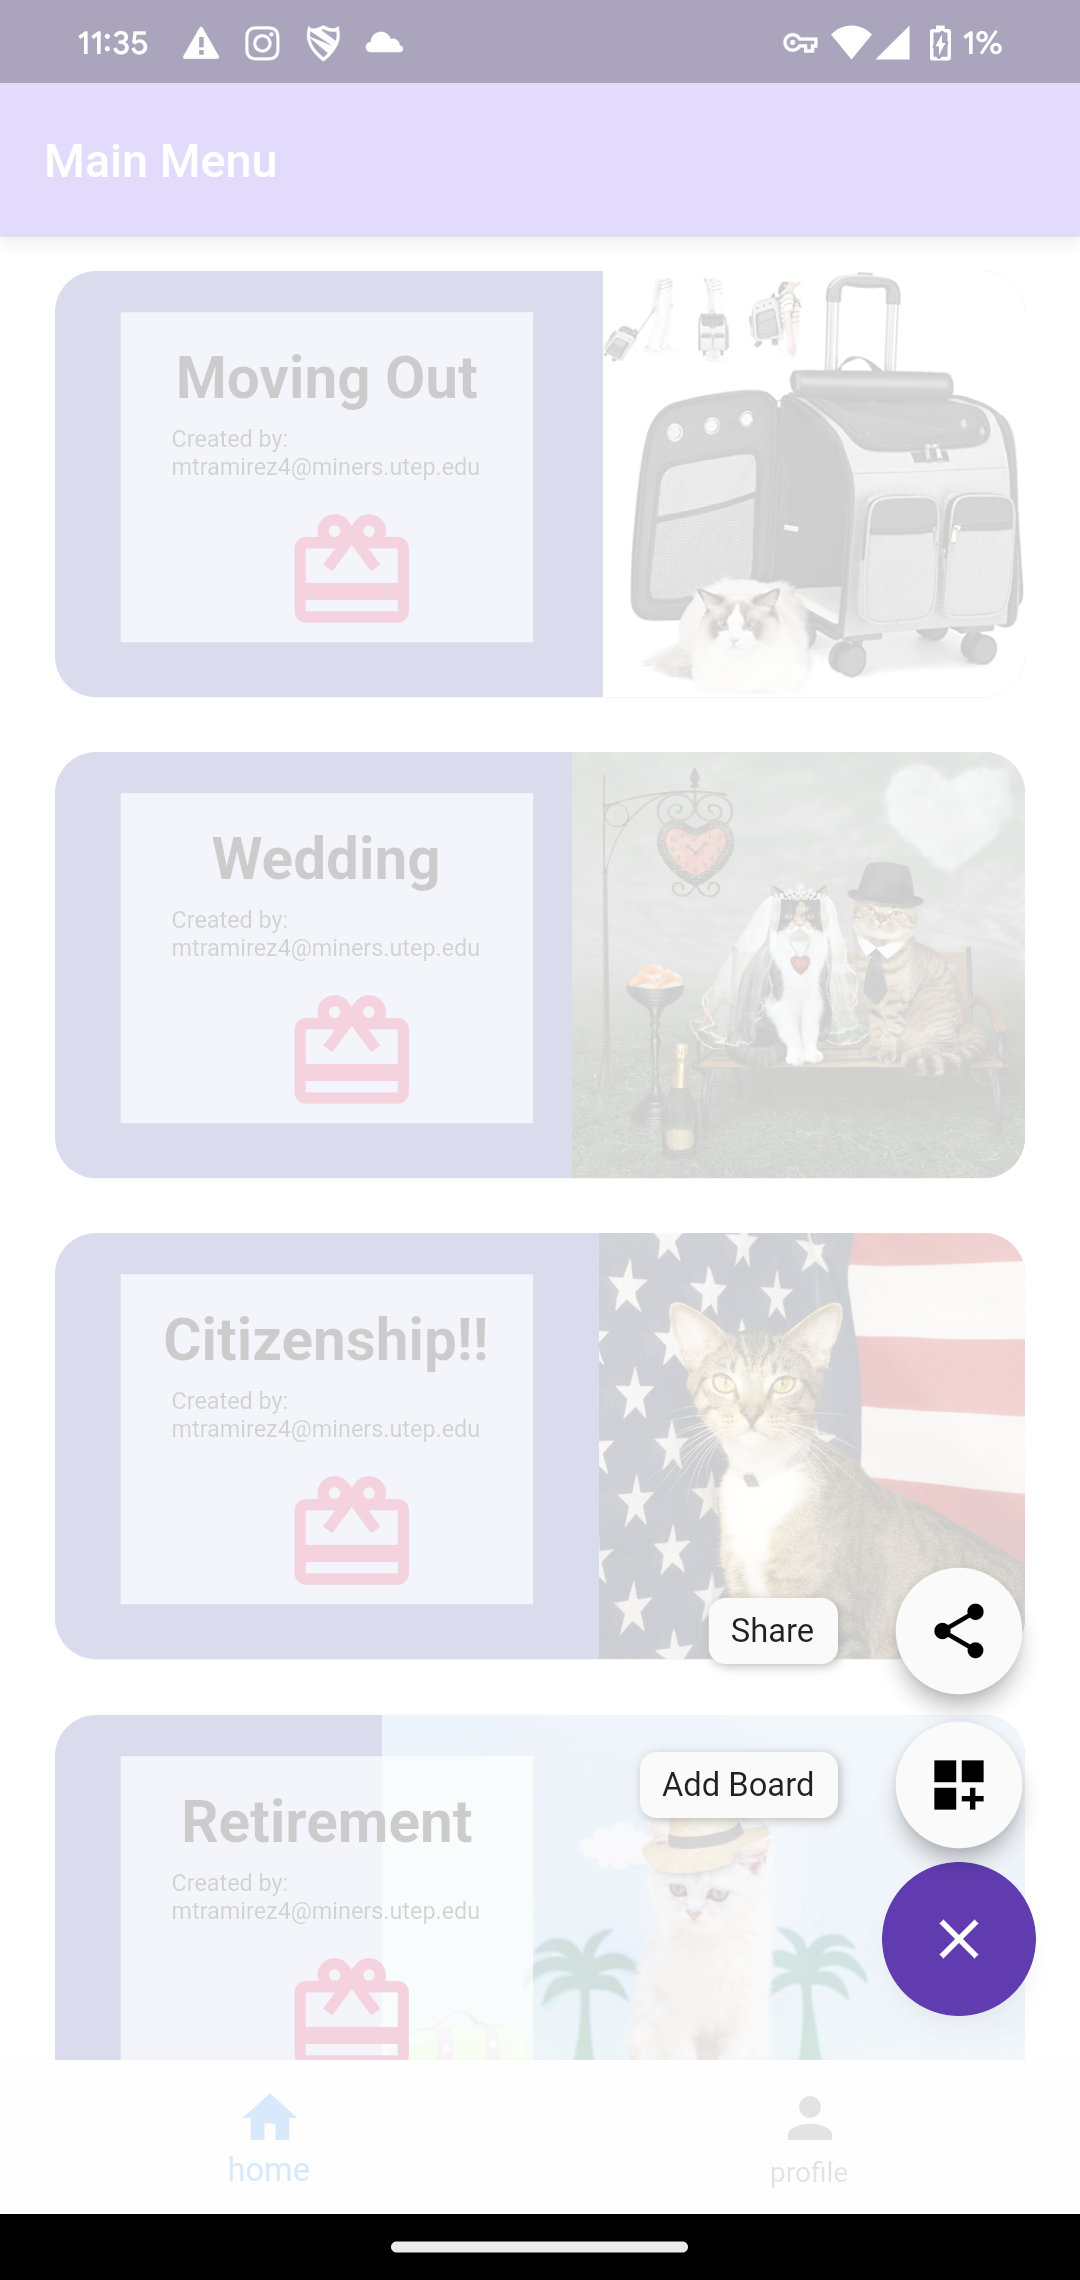 11:35
1%
Main Menu
Moving Out
Created by:
mtramirez4@miners.utep.edu
Wedding
Created by:
mtramirez4@miners.utep.edu
Citizenship!!
Created by:
mtramirez4@miners.utep.edu
Share
Add Board
Retirement
Created by:
mtramirez4@miners.utep.edu
home
profile